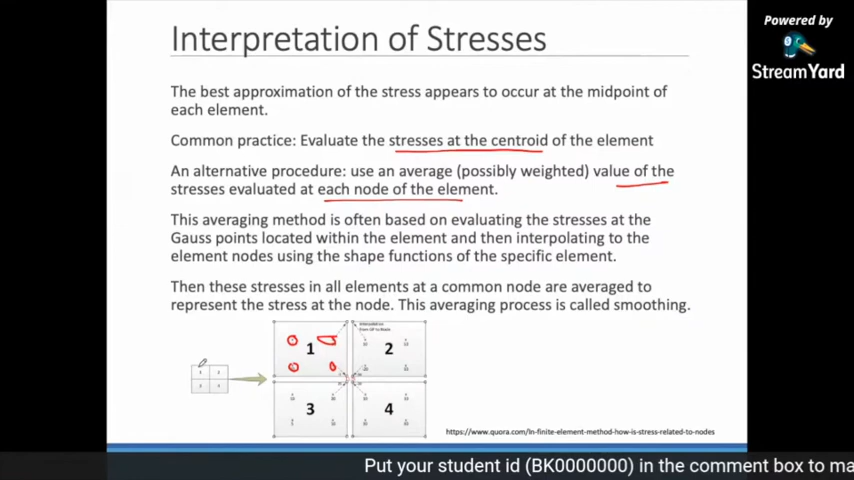 Powered by
StreamYard
Interpretation of Stresses
The best approximation of the stress appears to occur at the midpoint of
each element.
Common practice: Evaluate the stresses at the centroid of the element
An alternative procedure: use an average (possibly weighted) value of the
stresses evaluated at each node of the element.
This averaging method is often based on evaluating the stresses at the
Gauss points located within the element and then interpolating to the
element nodes using the shape functions of the specific element.
Then these stresses in all elements at a common node are averaged to
represent the stress at the node. This averaging process is called smoothing.
1 2
3 4
https://www.quora.com/In-finite-element-method-how-is-stress-related-to-nodes
Put your student id (BK0000000) in the comment box to ma